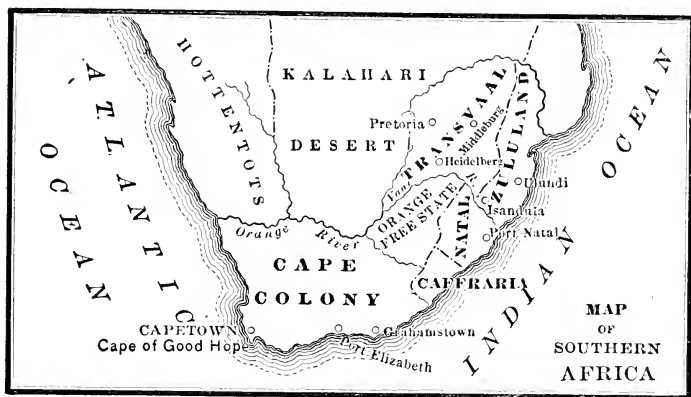 HOTTENTOTS
KALAHARI
DESERT
TRANSVAAL
ZULULAND
Pretoria
Middleburg
Heidelberg
Vaal
R.
Ulundi
Isandula
ORANGE
FREE STATE
NATAL
Port Natal
Orange River
CAPE
COLONY
CAFFRARIA
CAPETOWN
Cape of Good Hope
Port Elizabeth
Grahamstown
ATLANTIC
OCEAN
INDIAN OCEAN
MAP
OF
SOUTHERN
AFRICA